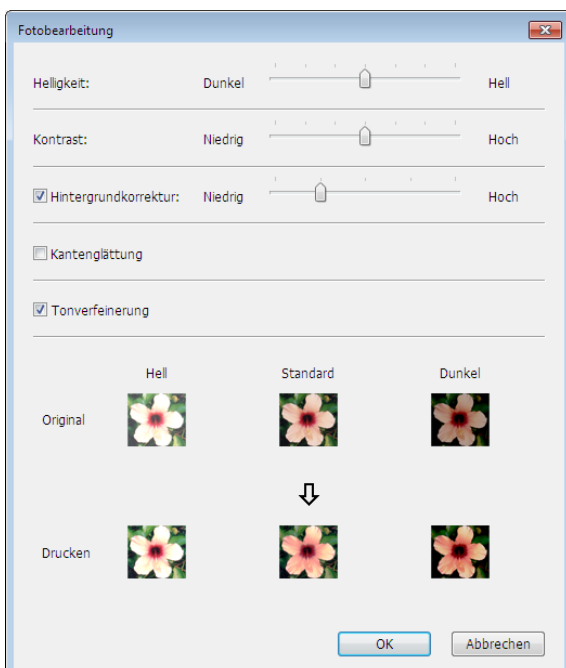 Fotobearbeitung
Helligkeit: Dunkel Hell
Kontrast: Niedrig Hoch
Hintergrundkorrektur: Niedrig Hoch
Kantenglättung
Tonverfeinerung
Hell Standard Dunkel
Original
Drucken
OK Abbrechen